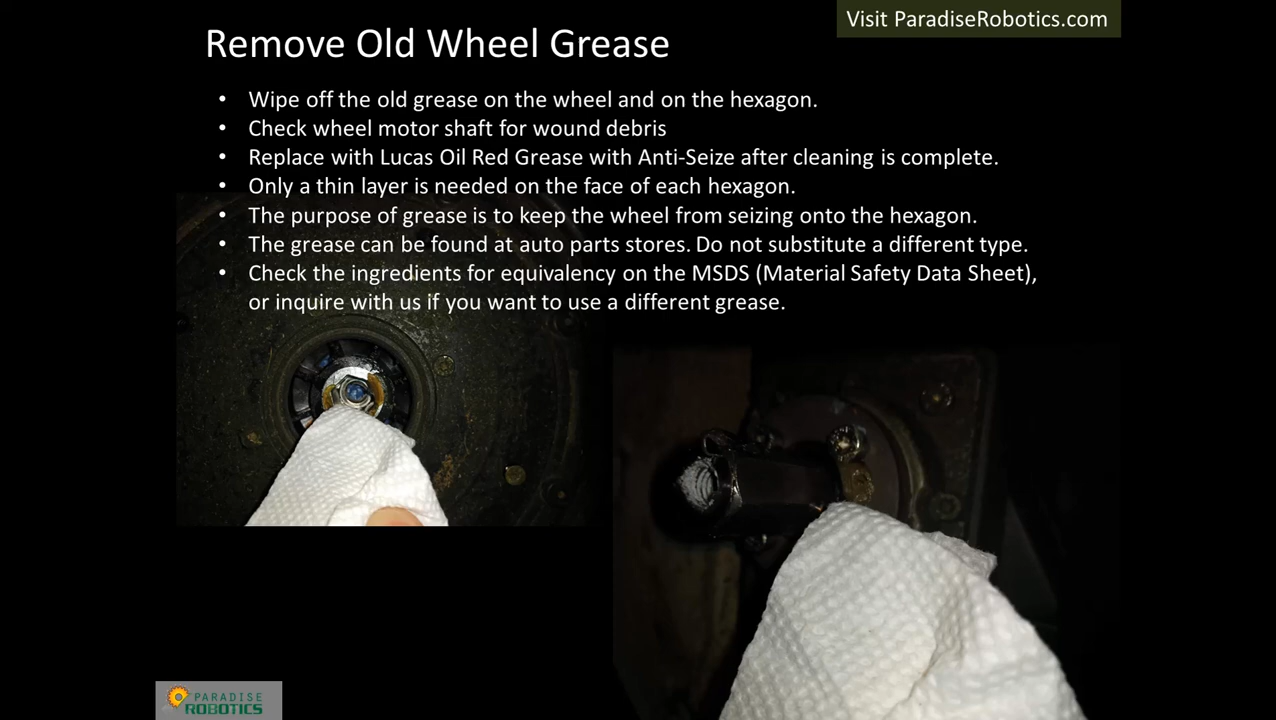 Visit ParadiseRobotics.com
Remove Old Wheel Grease
• Wipe off the old grease on the wheel and on the hexagon.
• Check wheel motor shaft for wound debris
• Replace with Lucas Oil Red Grease with Anti-Seize after cleaning is complete.
• Only a thin layer is needed on the face of each hexagon.
• The purpose of grease is to keep the wheel from seizing onto the hexagon.
• The grease can be found at auto parts stores. Do not substitute a different type.
• Check the ingredients for equivalency on the MSDS (Material Safety Data Sheet),
or inquire with us if you want to use a different grease.
PARADISE
ROBOTICS